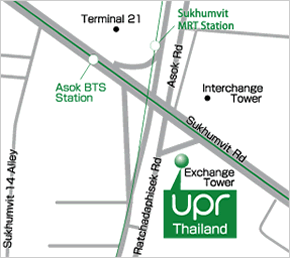 Terminal 21
Sukhumvit
MRT Station
Asok Rd
Asok BTS
Station
Interchange
Tower
Sukhumvit Rd
Exchange
Tower
upr
Thailand
Ratchadaphisek Rd
Sukhumvit 14 Alley